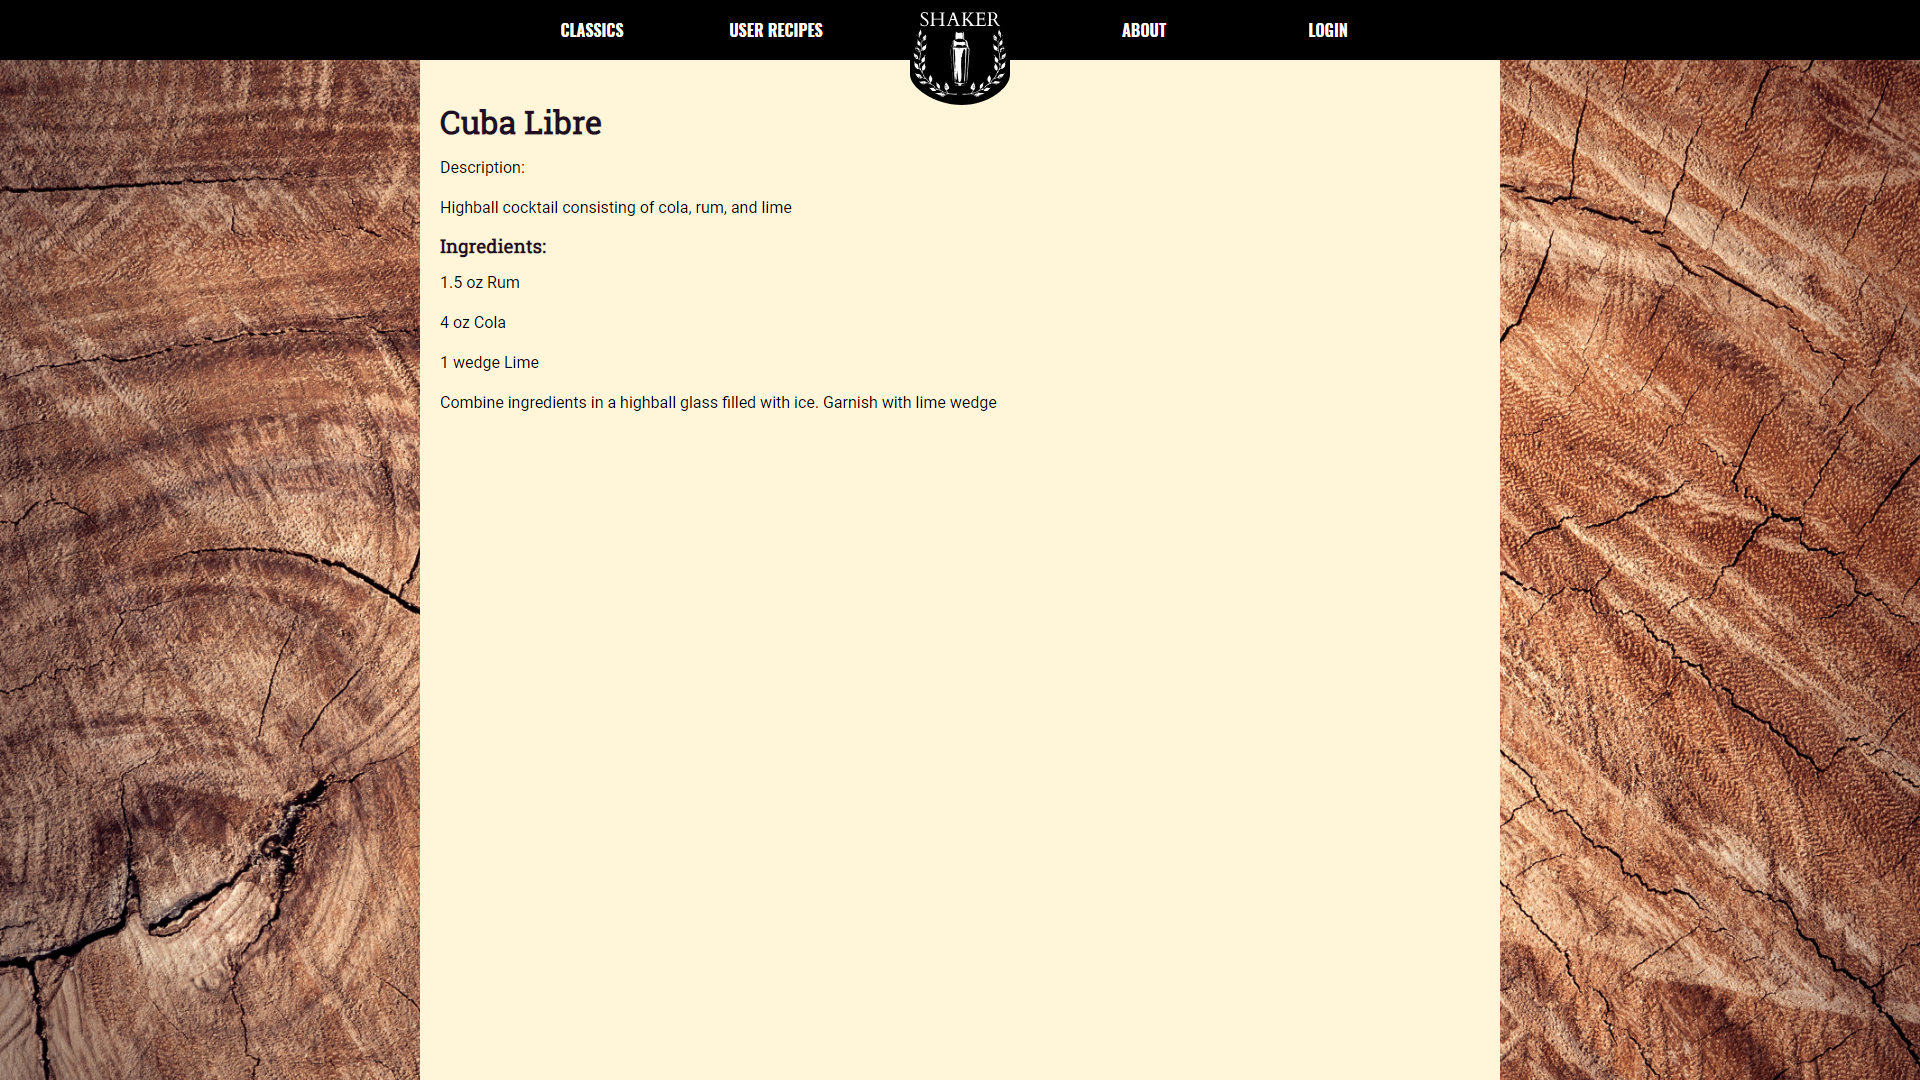 CLASSICS
USER RECIPES
SHAKER
ABOUT
LOGIN
Cuba Libre
Description:
Highball cocktail consisting of cola, rum, and lime
Ingredients:
1.5 oz Rum
4 oz Cola
1 wedge Lime
Combine ingredients in a highball glass filled with ice. Garnish with lime wedge